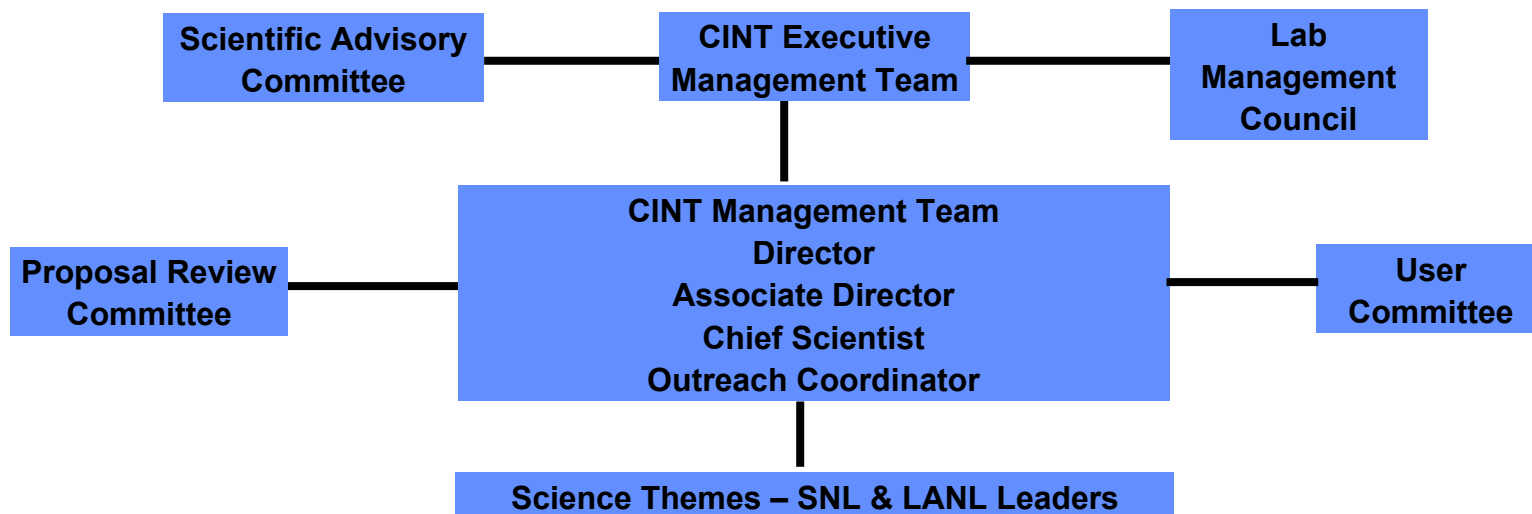 Scientific Advisory
Committee
CINT Executive
Management Team
Lab
Management
Council
Proposal Review
Committee
CINT Management Team
Director
Associate Director
Chief Scientist
Outreach Coordinator
User
Committee
Science Themes – SNL & LANL Leaders